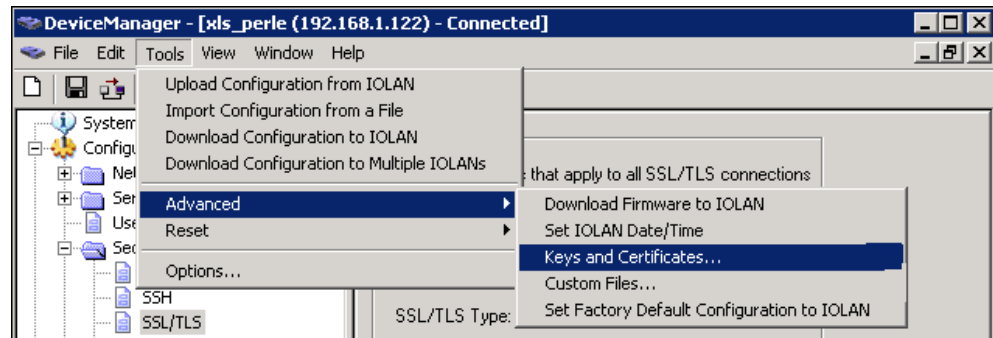 DeviceManager - [xls_perle (192.168.1.122) - Connected]
File Edit Tools View Window Help
Upload Configuration from IOLAN
Import Configuration from a File
Download Configuration to IOLAN
Download Configuration to Multiple IOLANs
Advanced
Reset
Options...
Download Firmware to IOLAN
Set IOLAN Date/Time
Keys and Certificates...
Custom Files...
Set Factory Default Configuration to IOLAN
System
Configu
Net
Ser
Use
Sec
SSH
SSL/TLS
that apply to all SSL/TLS connections
SSL/TLS Type: